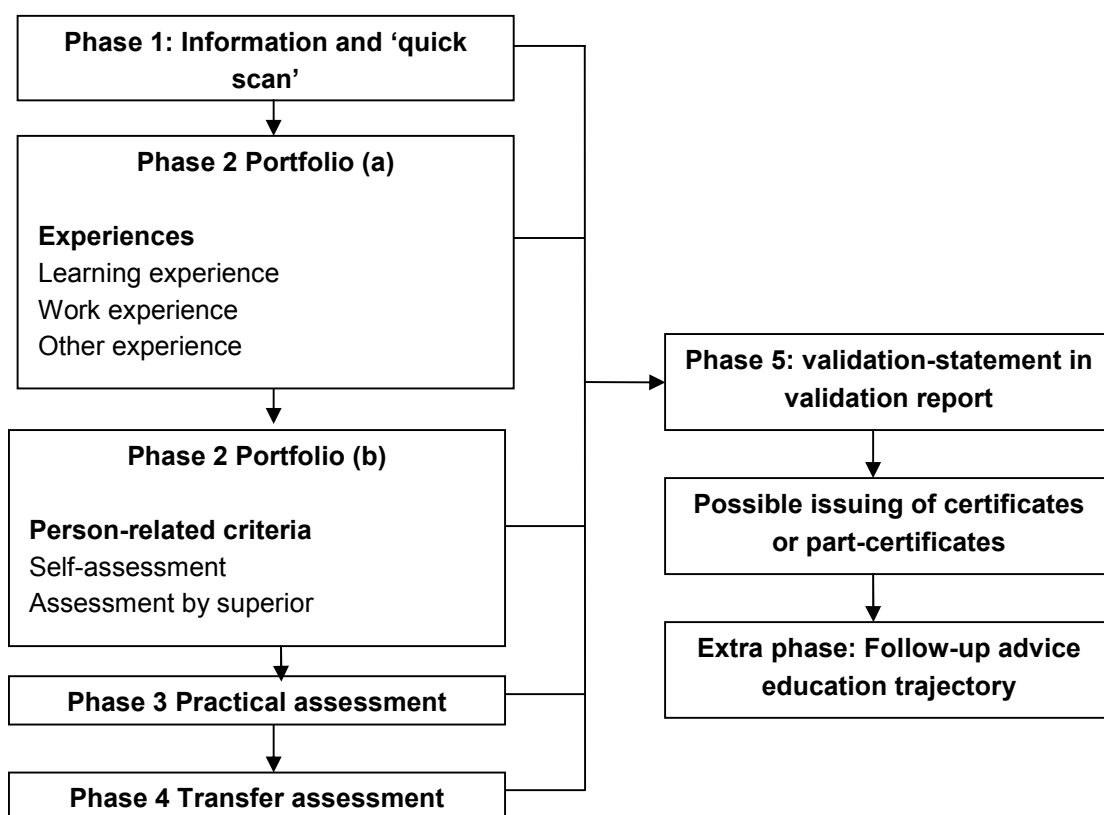 Phase 1: Information and ‘quick
scan’
Phase 2 Portfolio (a)
Experiences
Learning experience
Work experience
Other experience
Phase 2 Portfolio (b)
Person-related criteria
Self-assessment
Assessment by superior
Phase 3 Practical assessment
Phase 4 Transfer assessment
Phase 5: validation-statement in
validation report
Possible issuing of certificates
or part-certificates
Extra phase: Follow-up advice
education trajectory